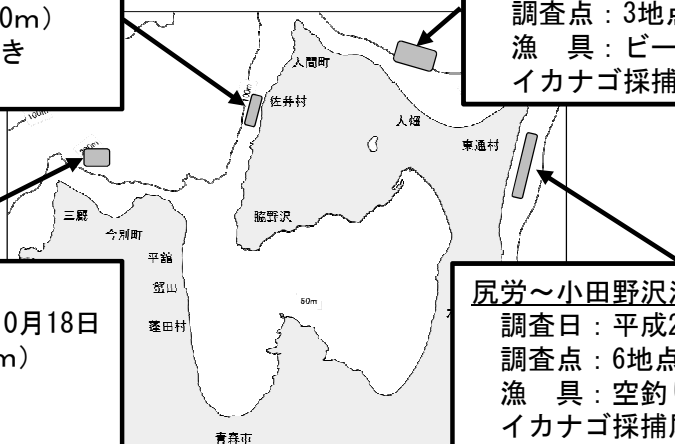 0m）
き
調査点：3地点
漁　具：ビー
イカナゴ採捕
大間町
佐井村
大畑
東通村
三厩
今別町
脇野沢
平舘
蟹田
蓬田村
50m
100m
青森市
0月18日
m）
尻労～小田野沢
調査日：平成2
調査点：6地点
漁　具：空釣り
イカナゴ採捕